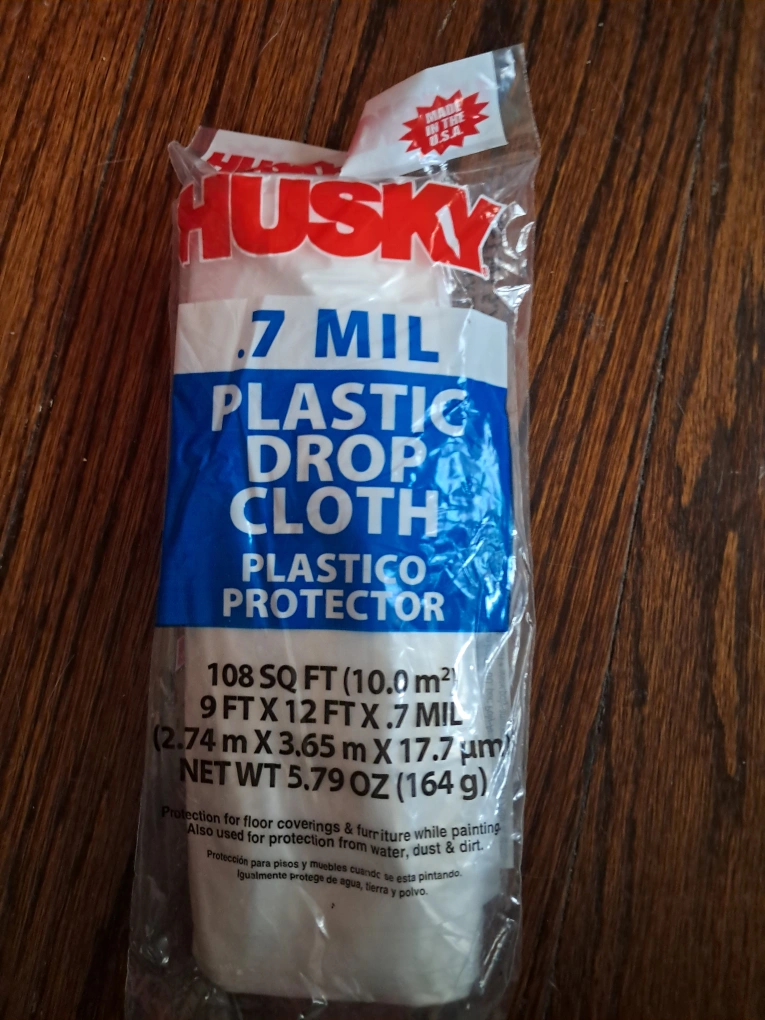 MADE
IN THE
U.S.A.
HUSKY
HUSKY
.7 MIL
PLASTIC
DROP
CLOTH
PLASTICO
PROTECTOR
108 SQ FT (10.0 m²)
9 FT X 12 FT X .7 MIL
(2.74 m X 3.65 m X 17.7 µm)
NET WT 5.79 OZ (164 g)
Protection for floor coverings & furniture while painting.
Also used for protection from water, dust & dirt.
Protección para pisos y muebles cuando se esta pintando.
Igualmente protege de agua, tierra y polvo.